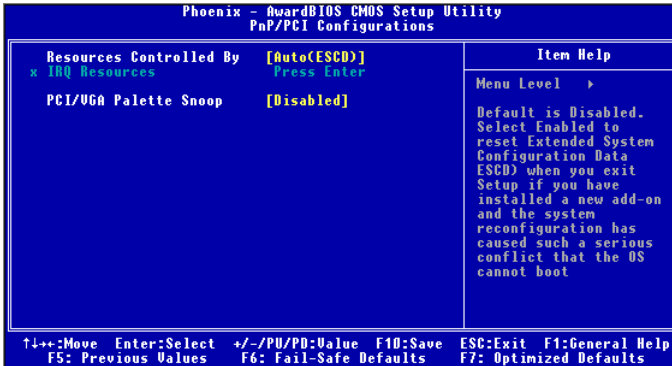 Phoenix - AwardBIOS CMOS Setup Utility
PnP/PCI Configurations
Resources Controlled By [Auto(ESCD)]
x IRQ Resources Press Enter
PCI/VGA Palette Snoop [Disabled]
Item Help
Menu Level ▸
Default is Disabled.
Select Enabled to
reset Extended System
Configuration Data
ESCD) when you exit
Setup if you have
installed a new add-on
and the system
reconfiguration has
caused such a serious
conflict that the OS
cannot boot
↑↓→←:Move Enter:Select +/-/PU/PD:Value F10:Save ESC:Exit F1:General Help
F5: Previous Values F6: Fail-Safe Defaults F7: Optimized Defaults